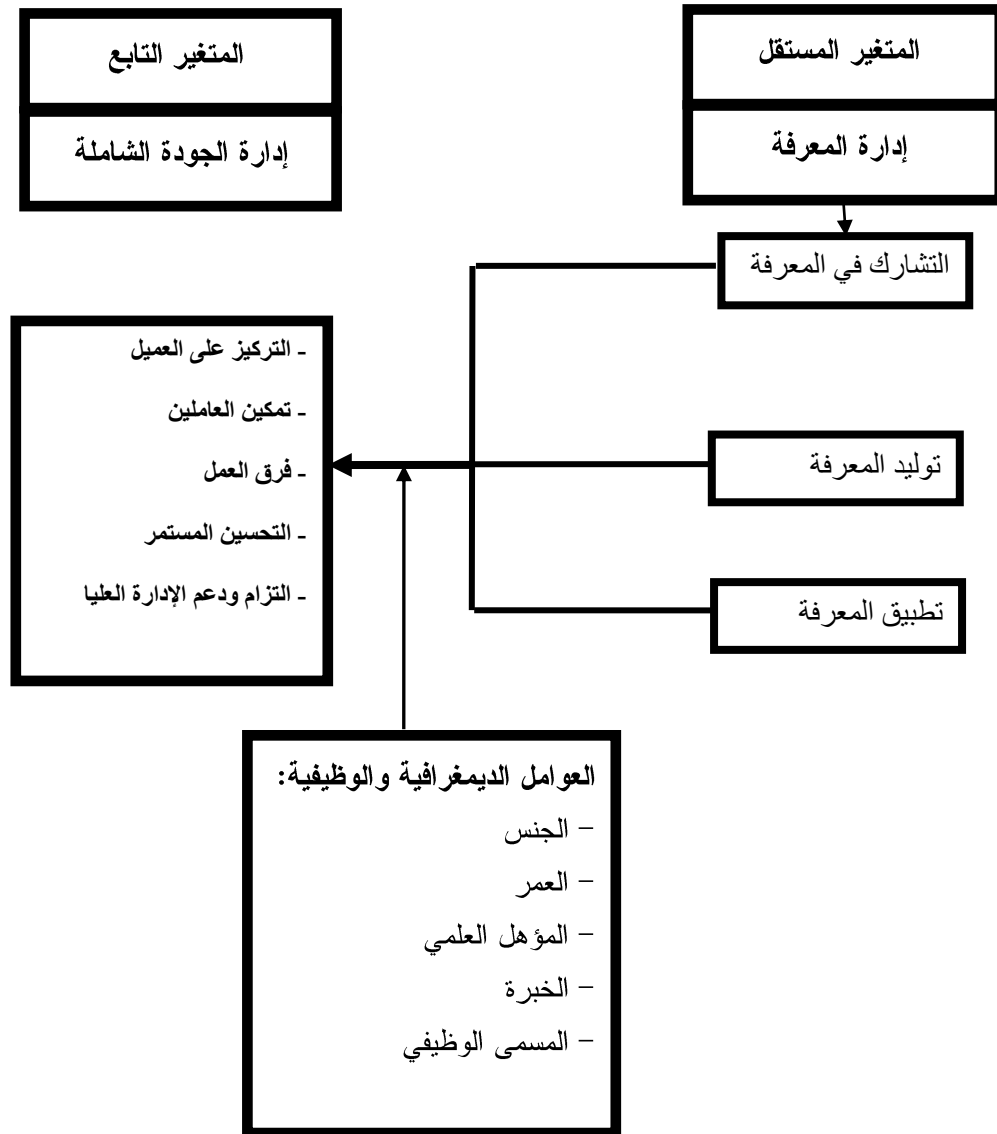 المتغير المستقل
إدارة المعرفة
المتغير التابع
إدارة الجودة الشاملة
التشارك في المعرفة
توليد المعرفة
تطبيق المعرفة
- التركيز على العميل
- تمكين العاملين
- فرق العمل
- التحسين المستمر
- التزام ودعم الإدارة العليا
العوامل الديمغرافية والوظيفية:
- الجنس
- العمر
- المؤهل العلمي
- الخبرة
- المسمى الوظيفي